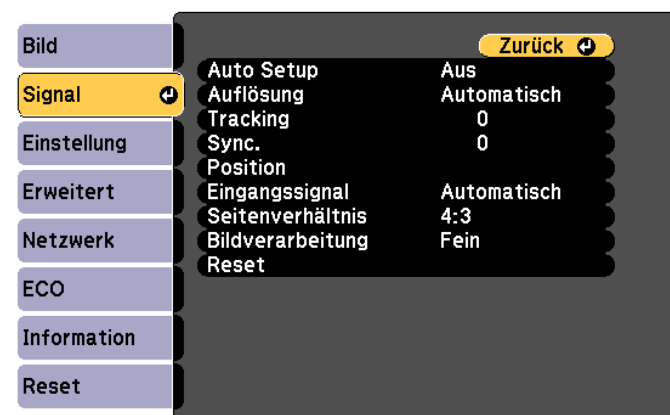 Bild
Signal
Einstellung
Erweitert
Netzwerk
ECO
Information
Reset
Zurück
Auto Setup Aus
Auflösung Automatisch
Tracking 0
Sync. 0
Position
Eingangssignal Automatisch
Seitenverhältnis 4:3
Bildverarbeitung Fein
Reset